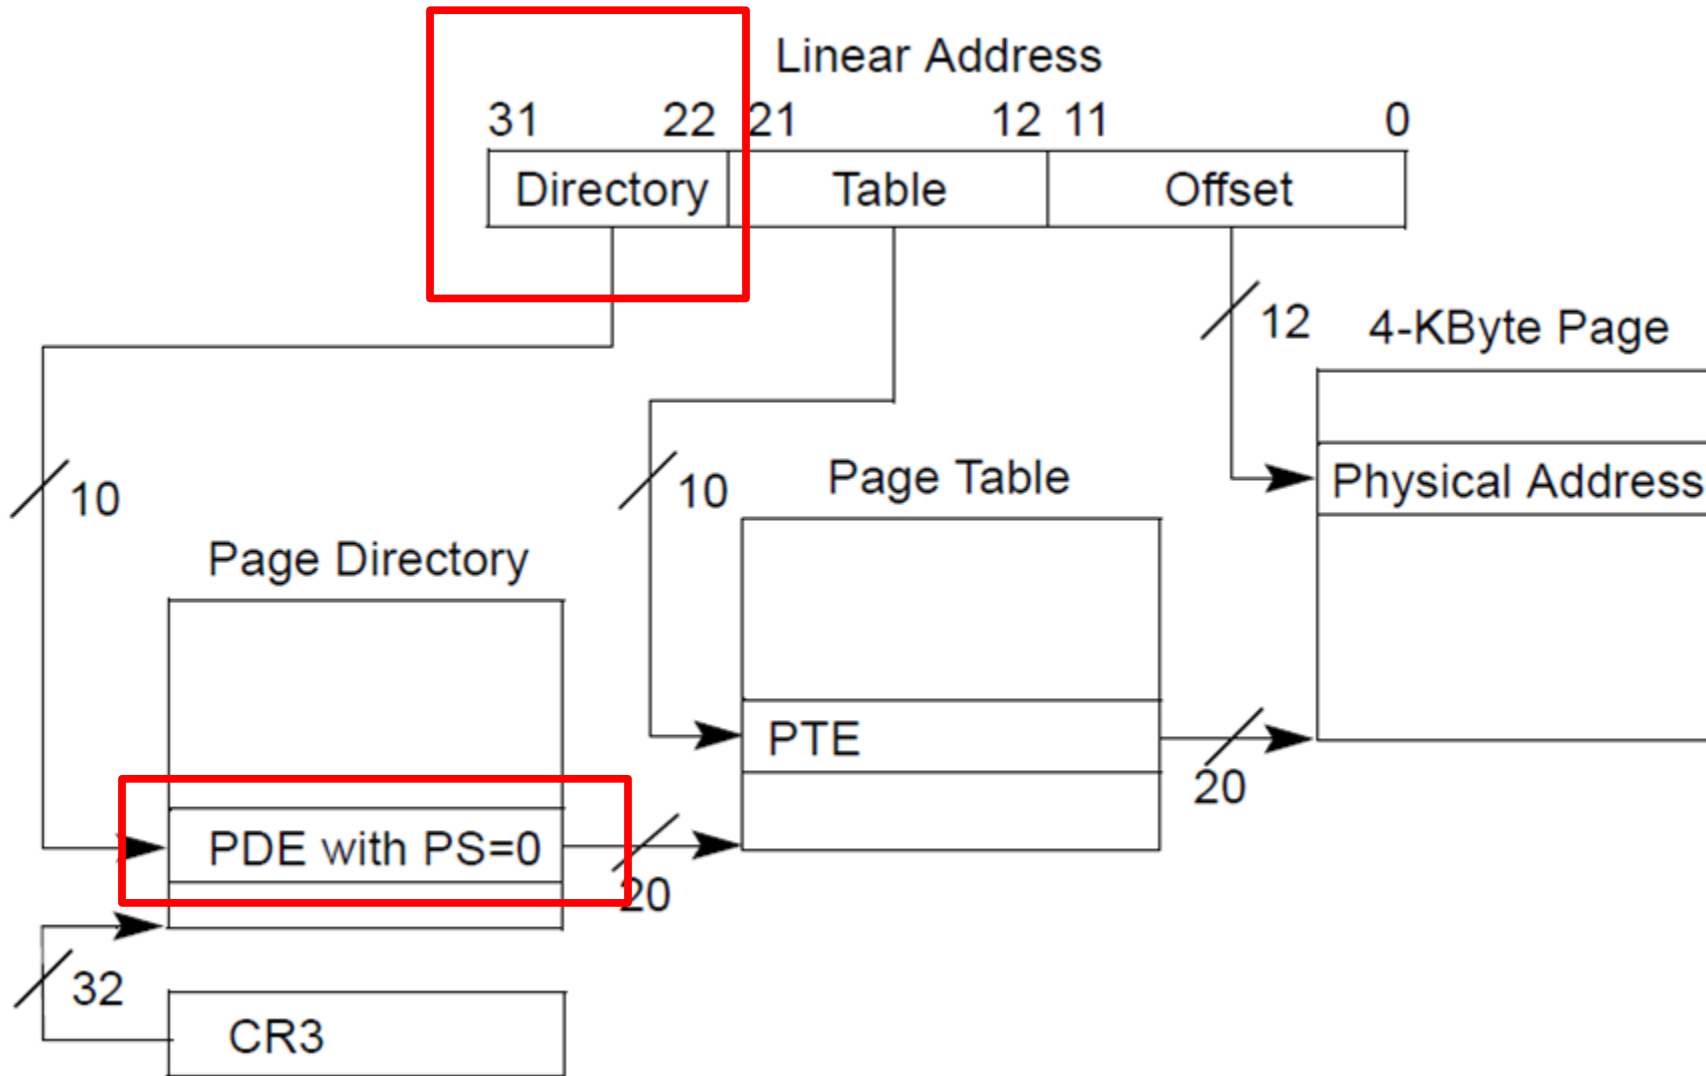 Linear Address
31 22 21 12 11 0
Directory Table Offset
12
4-KByte Page
10
10
Page Table
Physical Address
Page Directory
PTE
20
PDE with PS=0
20
32
CR3